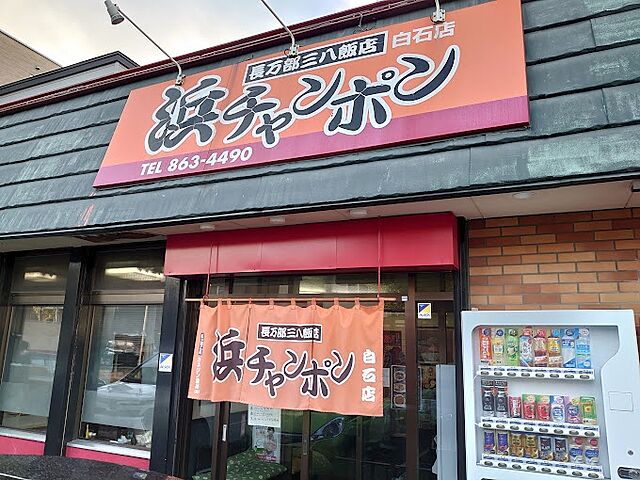 長万部三八飯店 白石店
浜チャンポン
TEL 863-4490
長万部三八飯店
浜チャンポン
白石店